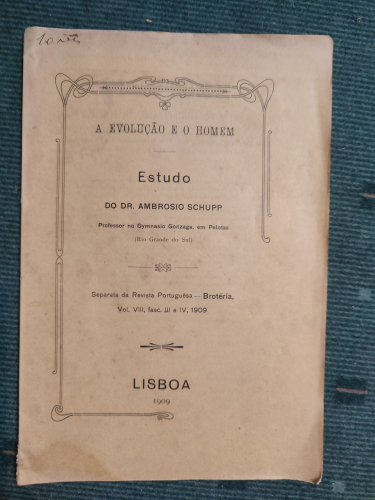 A EVOLUÇÃO E O HOMEM
Estudo
DO DR. AMBROSIO SCHUPP
Professor no Gymnasio Gonzaga, em Pelotas
(Rio Grande do Sul)
Separata da Revista Portuguêsa — Brotéria,
Vol. VIII, fasc. III e IV, 1909
LISBOA
1909